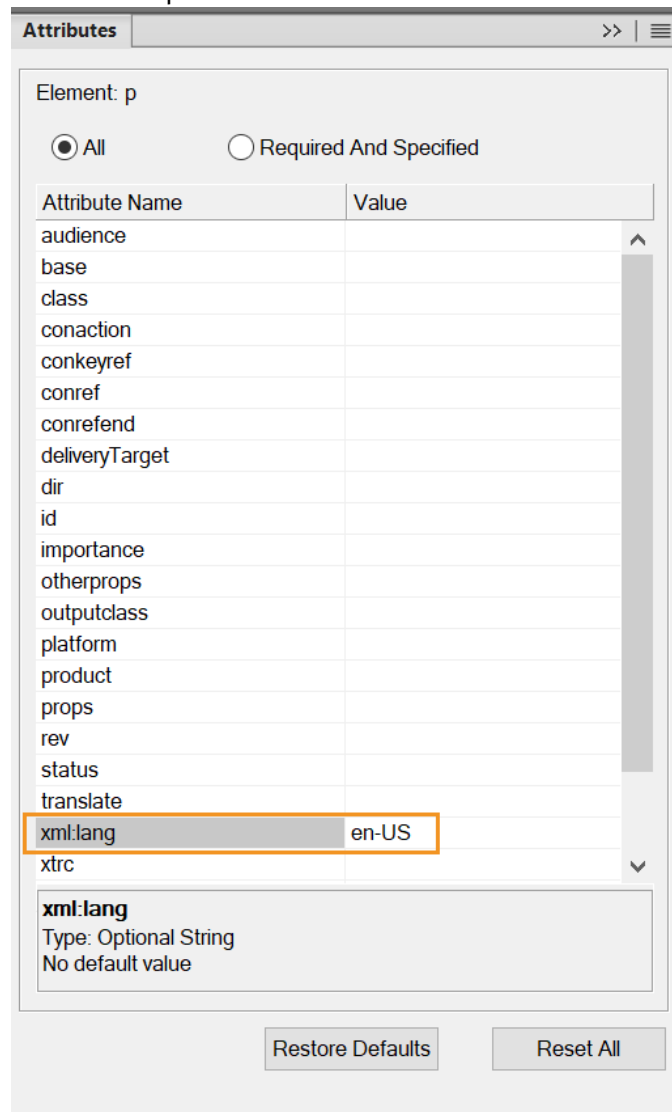 Attributes >> | ≡
Element: p
All Required And Specified
Attribute Name Value
audience
base
class
conaction
conkeyref
conref
conrefend
deliveryTarget
dir
id
importance
otherprops
outputclass
platform
product
props
rev
status
translate
xml:lang en-US
xtrc
xml:lang
Type: Optional String
No default value
Restore Defaults Reset All